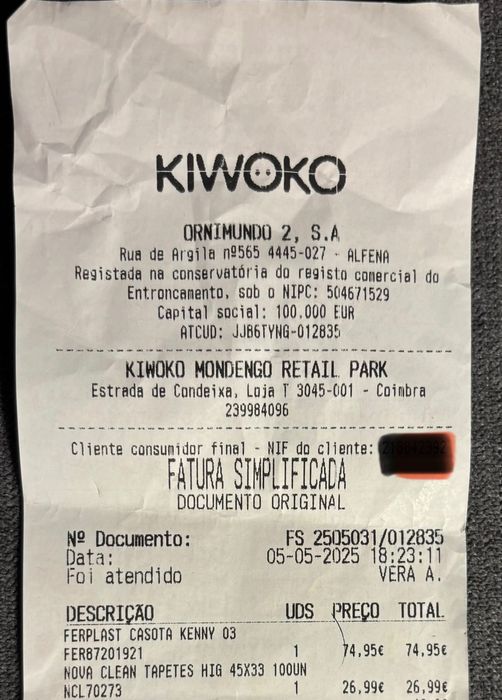 KIWOKO
ORNIMUNDO 2, S.A
Rua de Argila nº565 4445-027 - ALFENA
Registada na conservatória do registo comercial do
Entroncamento, sob o NIPC: 504671529
Capital social: 100.000 EUR
ATCUD: JJB6TYNG-012835
KIWOKO MONDENGO RETAIL PARK
Estrada de Condeixa, Loja T 3045-001 - Coimbra
239984096
Cliente consumidor final - NIF do cliente:
FATURA SIMPLIFICADA
DOCUMENTO ORIGINAL
Nº Documento: FS 2505031/012835
Data: 05-05-2025 18:23:11
Foi atendido VERA A.
DESCRIÇÃO UDS PREÇO TOTAL
FERPLAST CASOTA KENNY 03
FER87201921 1 74,95€ 74,95€
NOVA CLEAN TAPETES HIG 45X33 100UN
NCL70273 1 26,99€ 26,99€